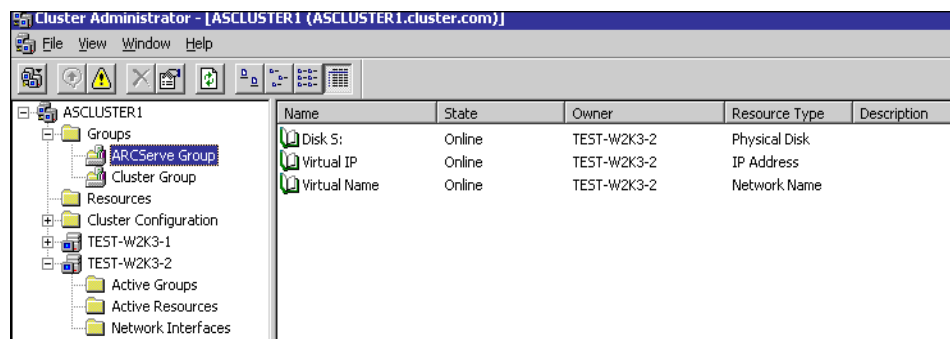 Cluster Administrator - [ASCLUSTER1 (ASCLUSTER1.cluster.com)]
File View Window Help
ASCLUSTER1
Groups
ARCServe Group
Cluster Group
Resources
Cluster Configuration
TEST-W2K3-1
TEST-W2K3-2
Active Groups
Active Resources
Network Interfaces
Name State Owner Resource Type Description
Disk S: Online TEST-W2K3-2 Physical Disk
Virtual IP Online TEST-W2K3-2 IP Address
Virtual Name Online TEST-W2K3-2 Network Name